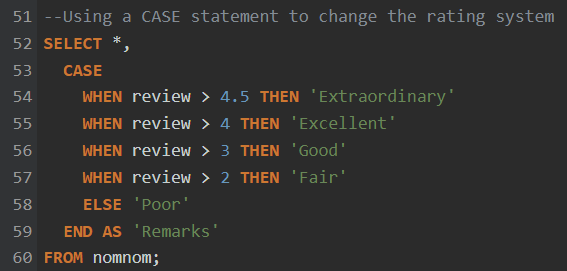 51 --Using a CASE statement to change the rating system
52 SELECT *,
53   CASE
54     WHEN review > 4.5 THEN 'Extraordinary'
55     WHEN review > 4 THEN 'Excellent'
56     WHEN review > 3 THEN 'Good'
57     WHEN review > 2 THEN 'Fair'
58     ELSE 'Poor'
59   END AS 'Remarks'
60 FROM nomnom;